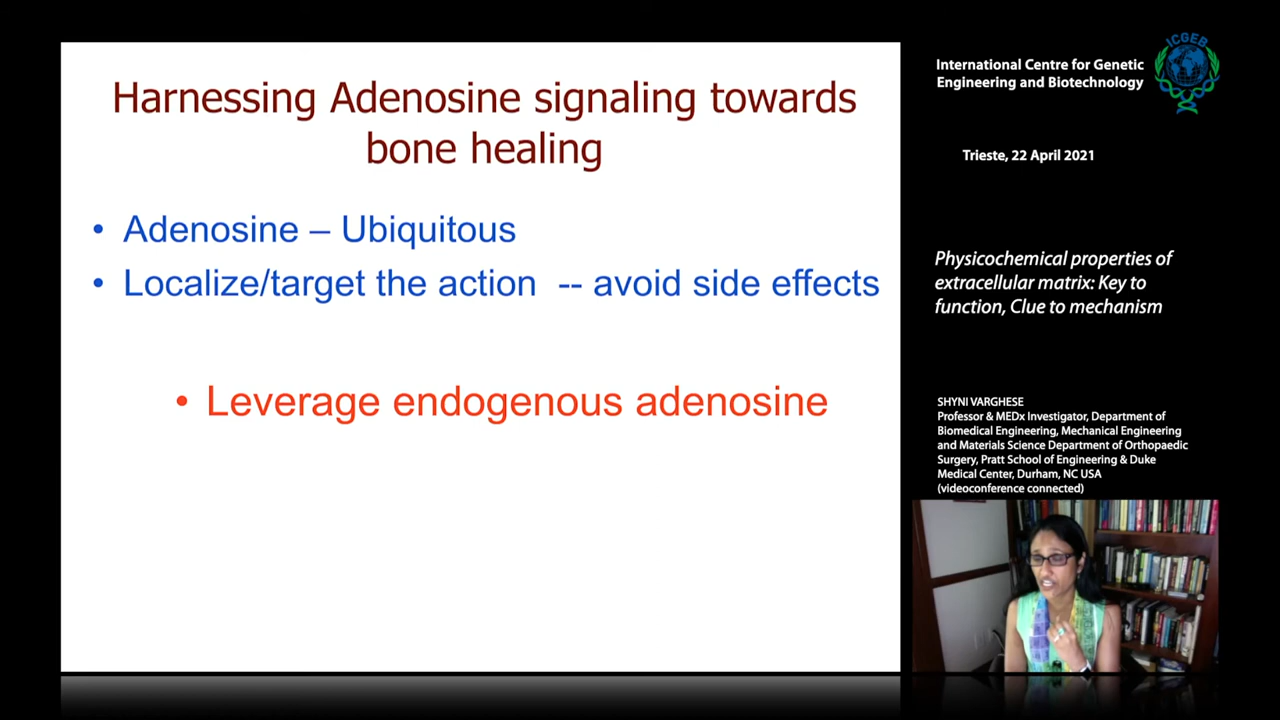 Harnessing Adenosine signaling towards
bone healing
• Adenosine – Ubiquitous
• Localize/target the action -- avoid side effects
• Leverage endogenous adenosine
ICGEB
International Centre for Genetic
Engineering and Biotechnology
Trieste, 22 April 2021
Physicochemical properties of
extracellular matrix: Key to
function, Clue to mechanism
SHYNI VARGHESE
Professor & MEDx Investigator, Department of
Biomedical Engineering, Mechanical Engineering
and Materials Science Department of Orthopaedic
Surgery, Pratt School of Engineering & Duke
Medical Center, Durham, NC USA
(videoconference connected)